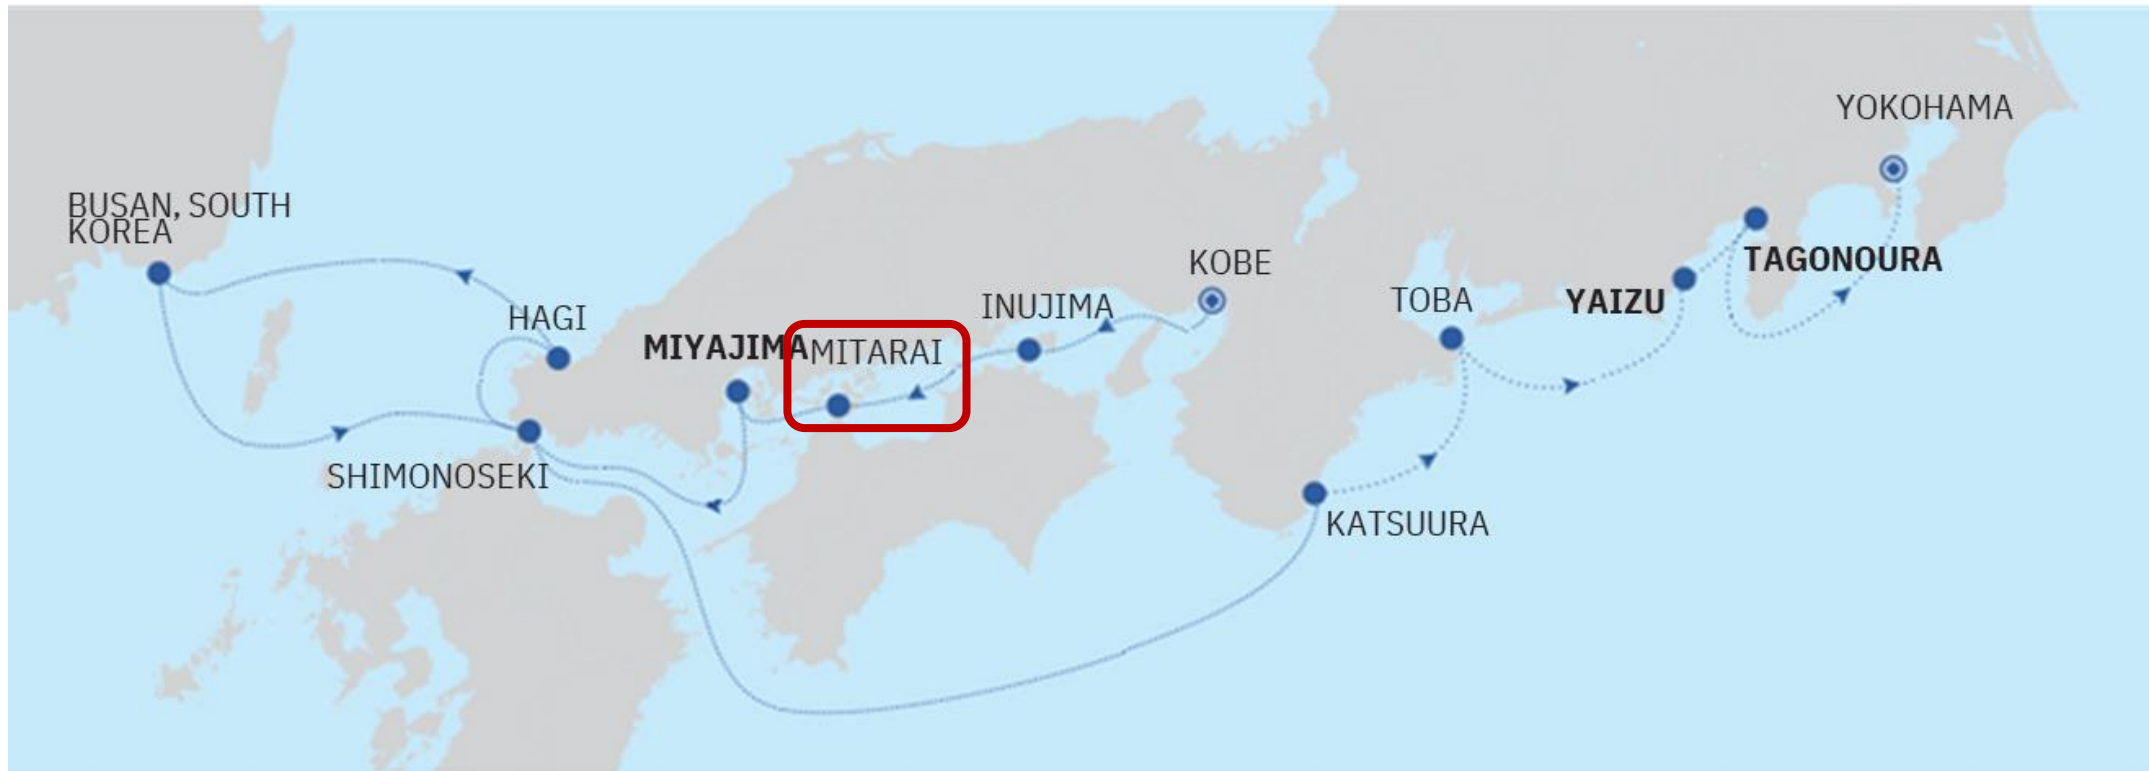 YOKOHAMA
BUSAN, SOUTH
KOREA
KOBE
TAGONOURA
INUJIMA
TOBA
YAIZU
HAGI
MIYAJIMA
MITARAI
SHIMONOSEKI
KATSUURA